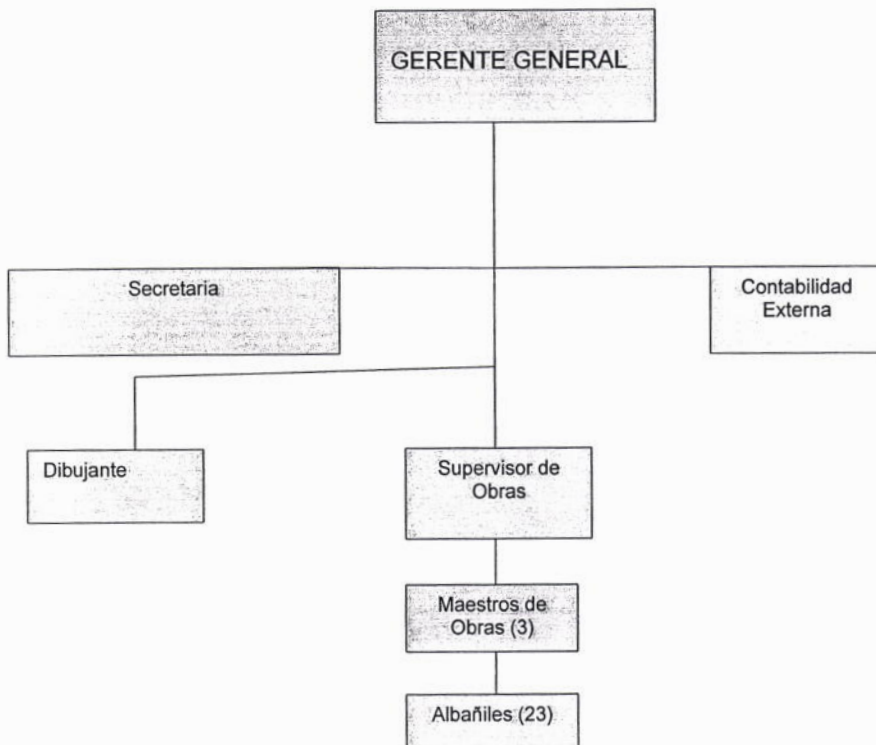 GERENTE GENERAL
Secretaria
Contabilidad
Externa
Dibujante
Supervisor de
Obras
Maestros de
Obras (3)
Albañiles (23)